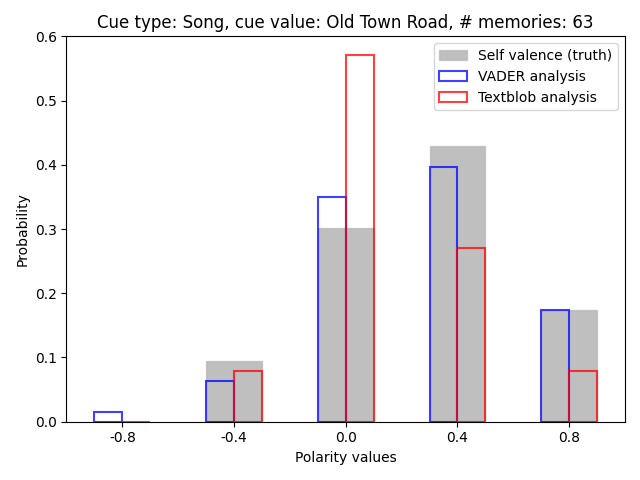 Cue type: Song, cue value: Old Town Road, # memories: 63
Self valence (truth)
VADER analysis
Textblob analysis
Probability
0.6
0.5
0.4
0.3
0.2
0.1
0.0
-0.8 -0.4 0.0 0.4 0.8
Polarity values